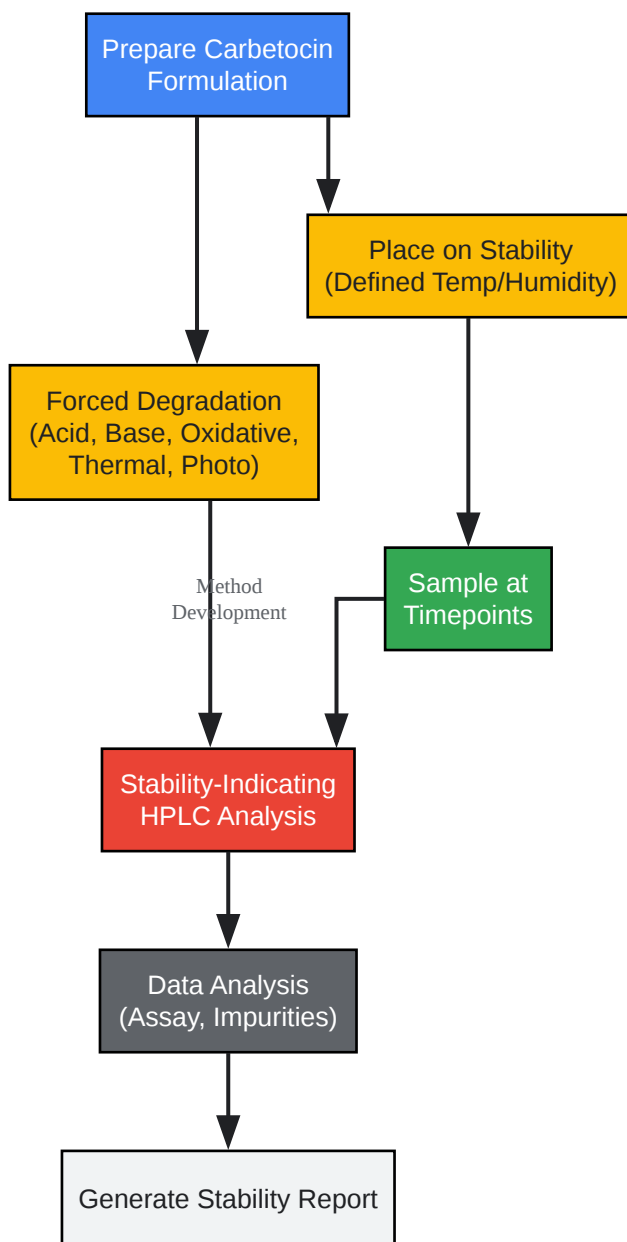 Prepare Carbetocin
Formulation
Place on Stability
(Defined Temp/Humidity)
Forced Degradation
(Acid, Base, Oxidative,
Thermal, Photo)
Method
Development
Sample at
Timepoints
Stability-Indicating
HPLC Analysis
Data Analysis
(Assay, Impurities)
Generate Stability Report